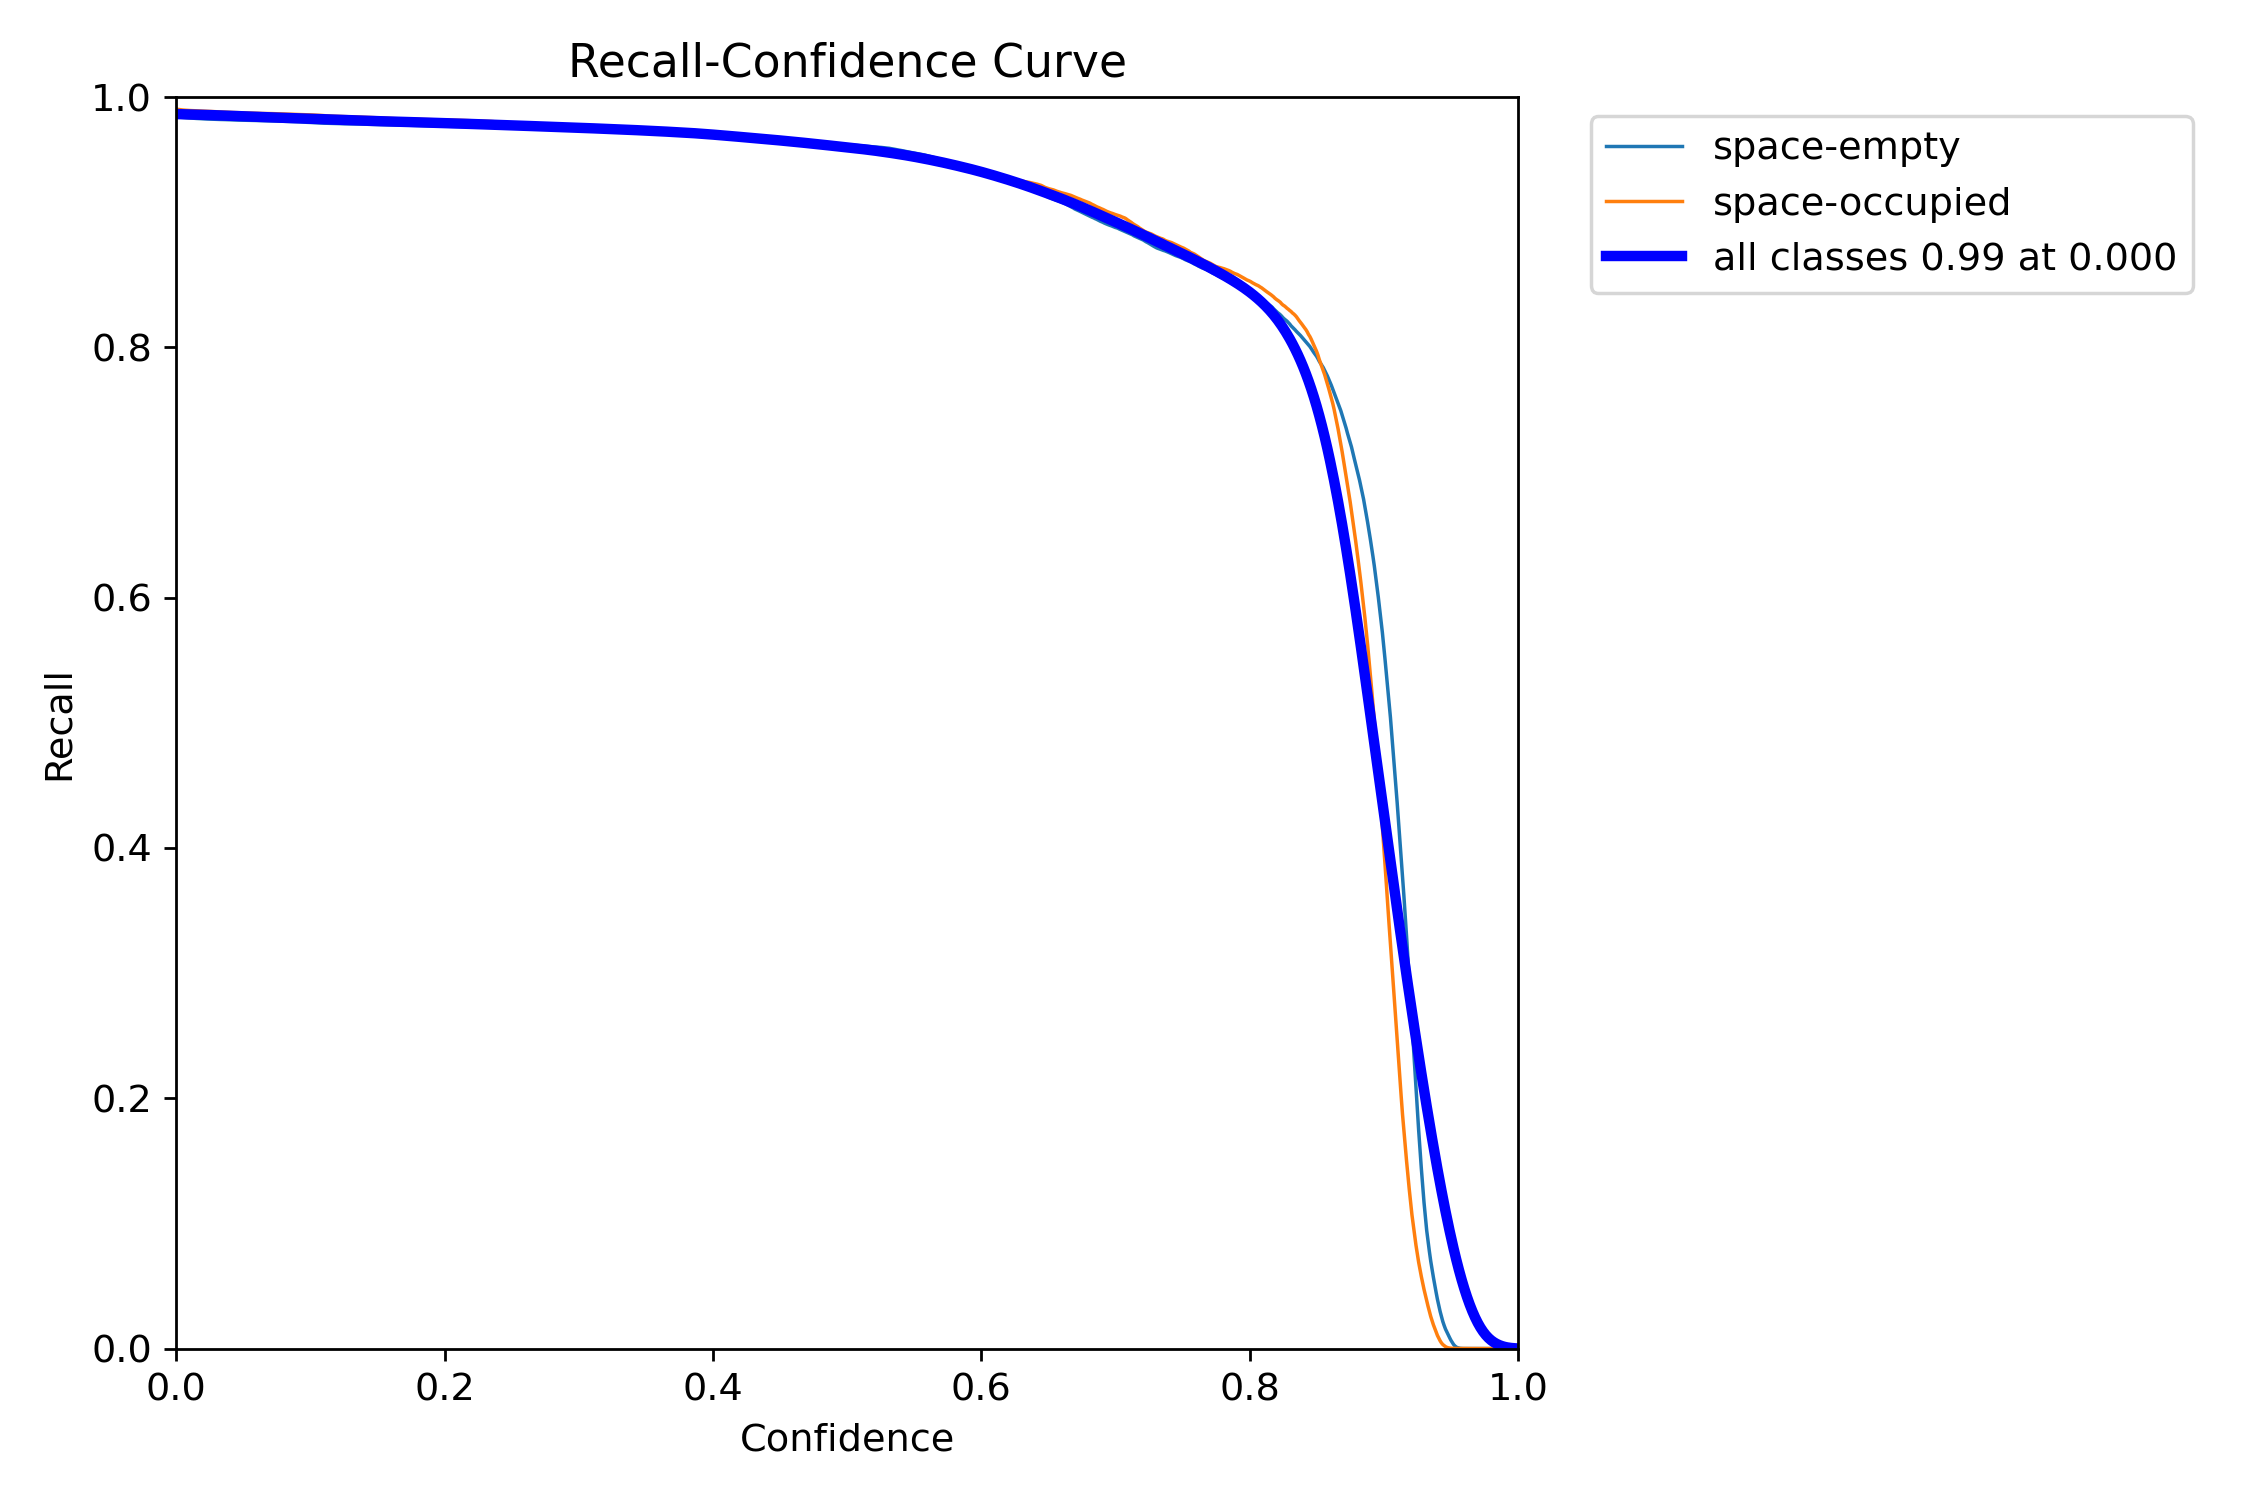 Recall-Confidence Curve
1.0
0.8
0.6
0.4
0.2
0.0
Recall
0.0 0.2 0.4 0.6 0.8 1.0
Confidence
space-empty
space-occupied
all classes 0.99 at 0.000